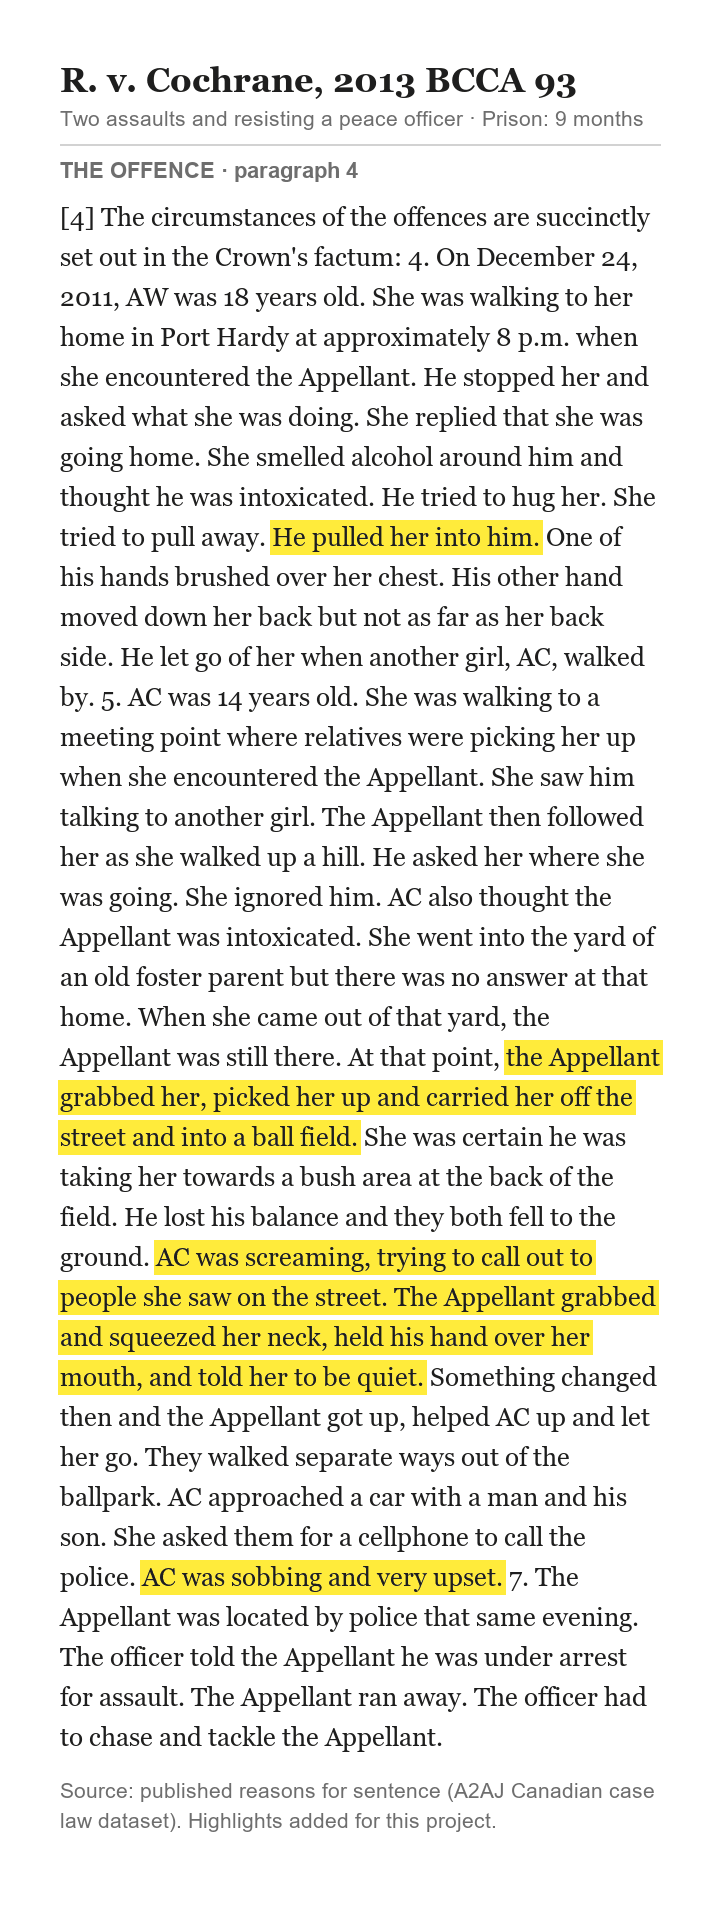 R. v. Cochrane, 2013 BCCA 93
Two assaults and resisting a peace officer · Prison: 9 months
THE OFFENCE · paragraph 4
[4] The circumstances of the offences are succinctly
set out in the Crown's factum: 4. On December 24,
2011, AW was 18 years old. She was walking to her
home in Port Hardy at approximately 8 p.m. when
she encountered the Appellant. He stopped her and
asked what she was doing. She replied that she was
going home. She smelled alcohol around him and
thought he was intoxicated. He tried to hug her. She
tried to pull away. He pulled her into him. One of
his hands brushed over her chest. His other hand
moved down her back but not as far as her back
side. He let go of her when another girl, AC, walked
by. 5. AC was 14 years old. She was walking to a
meeting point where relatives were picking her up
when she encountered the Appellant. She saw him
talking to another girl. The Appellant then followed
her as she walked up a hill. He asked her where she
was going. She ignored him. AC also thought the
Appellant was intoxicated. She went into the yard of
an old foster parent but there was no answer at that
home. When she came out of that yard, the
Appellant was still there. At that point, the Appellant
grabbed her, picked her up and carried her off the
street and into a ball field. She was certain he was
taking her towards a bush area at the back of the
field. He lost his balance and they both fell to the
ground. AC was screaming, trying to call out to
people she saw on the street. The Appellant grabbed
and squeezed her neck, held his hand over her
mouth, and told her to be quiet. Something changed
then and the Appellant got up, helped AC up and let
her go. They walked separate ways out of the
ballpark. AC approached a car with a man and his
son. She asked them for a cellphone to call the
police. AC was sobbing and very upset. 7. The
Appellant was located by police that same evening.
The officer told the Appellant he was under arrest
for assault. The Appellant ran away. The officer had
to chase and tackle the Appellant.
Source: published reasons for sentence (A2AJ Canadian case
law dataset). Highlights added for this project.